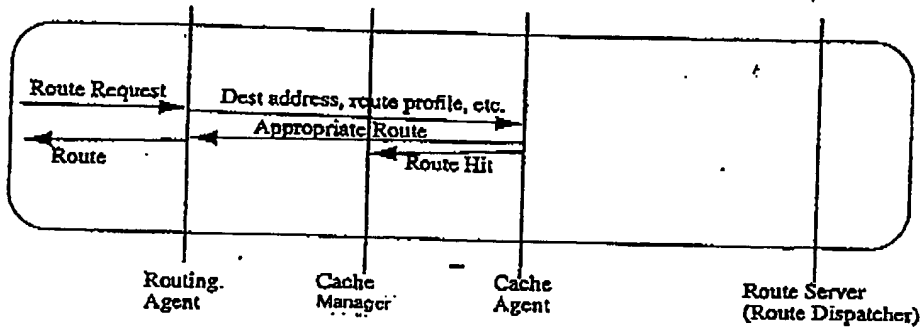 Route Request
Dest address, route profile, etc.
Appropriate Route
Route
Route Hit
Routing.
Agent
Cache
Manager
Cache
Agent
Route Server
(Route Dispatcher)